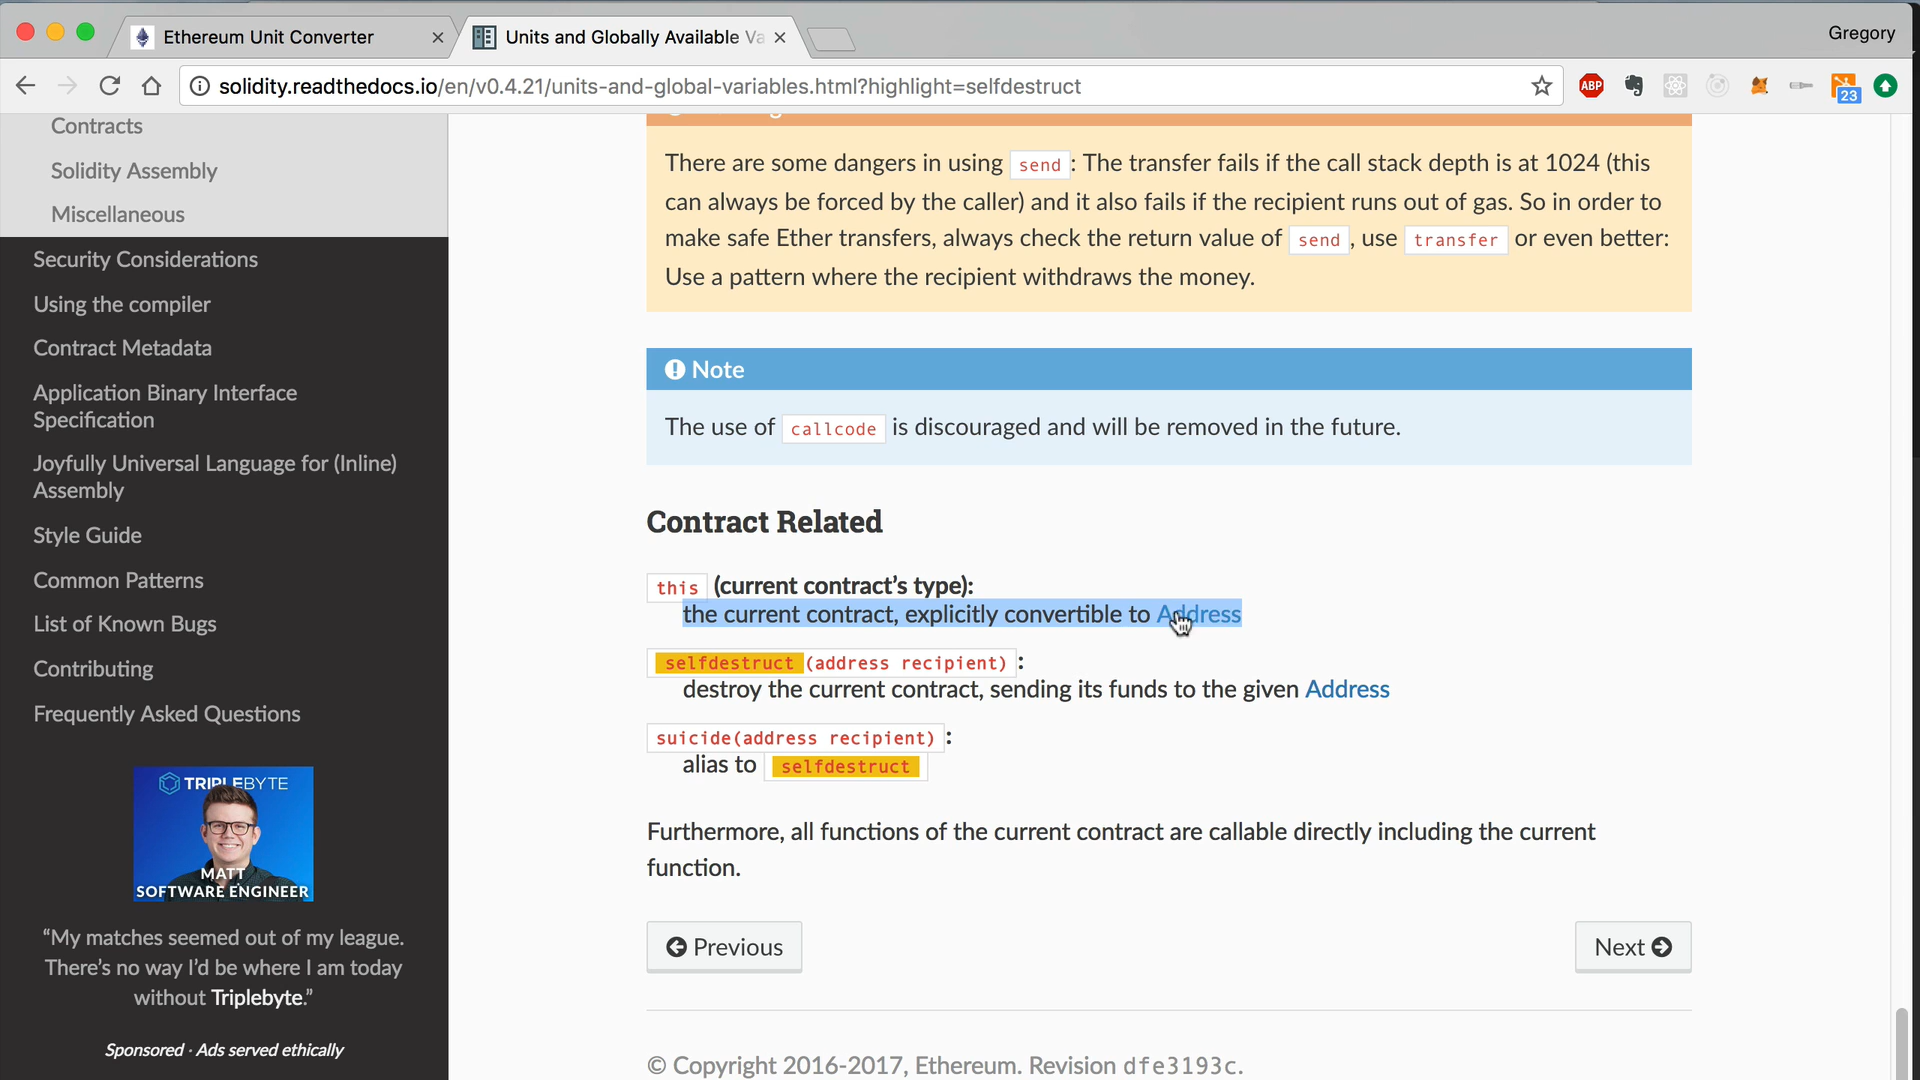 Ethereum Unit Converter
Units and Globally Available Va
Gregory
solidity.readthedocs.io/en/v0.4.21/units-and-global-variables.html?highlight=selfdestruct
ABP
23
Contracts
Solidity Assembly
Miscellaneous
Security Considerations
Using the compiler
Contract Metadata
Application Binary Interface
Specification
Joyfully Universal Language for (Inline)
Assembly
Style Guide
Common Patterns
List of Known Bugs
Contributing
Frequently Asked Questions
TRIPLEBYTE
MATT
SOFTWARE ENGINEER
“My matches seemed out of my league.
There’s no way I’d be where I am today
without Triplebyte.”
Sponsored · Ads served ethically
There are some dangers in using send: The transfer fails if the call stack depth is at 1024 (this
can always be forced by the caller) and it also fails if the recipient runs out of gas. So in order to
make safe Ether transfers, always check the return value of send, use transfer or even better:
Use a pattern where the recipient withdraws the money.
Note
The use of callcode is discouraged and will be removed in the future.
Contract Related
this (current contract’s type):
the current contract, explicitly convertible to Address
selfdestruct(address recipient):
destroy the current contract, sending its funds to the given Address
suicide(address recipient):
alias to selfdestruct
Furthermore, all functions of the current contract are callable directly including the current
function.
Previous
Next
© Copyright 2016-2017, Ethereum. Revision dfe3193c.